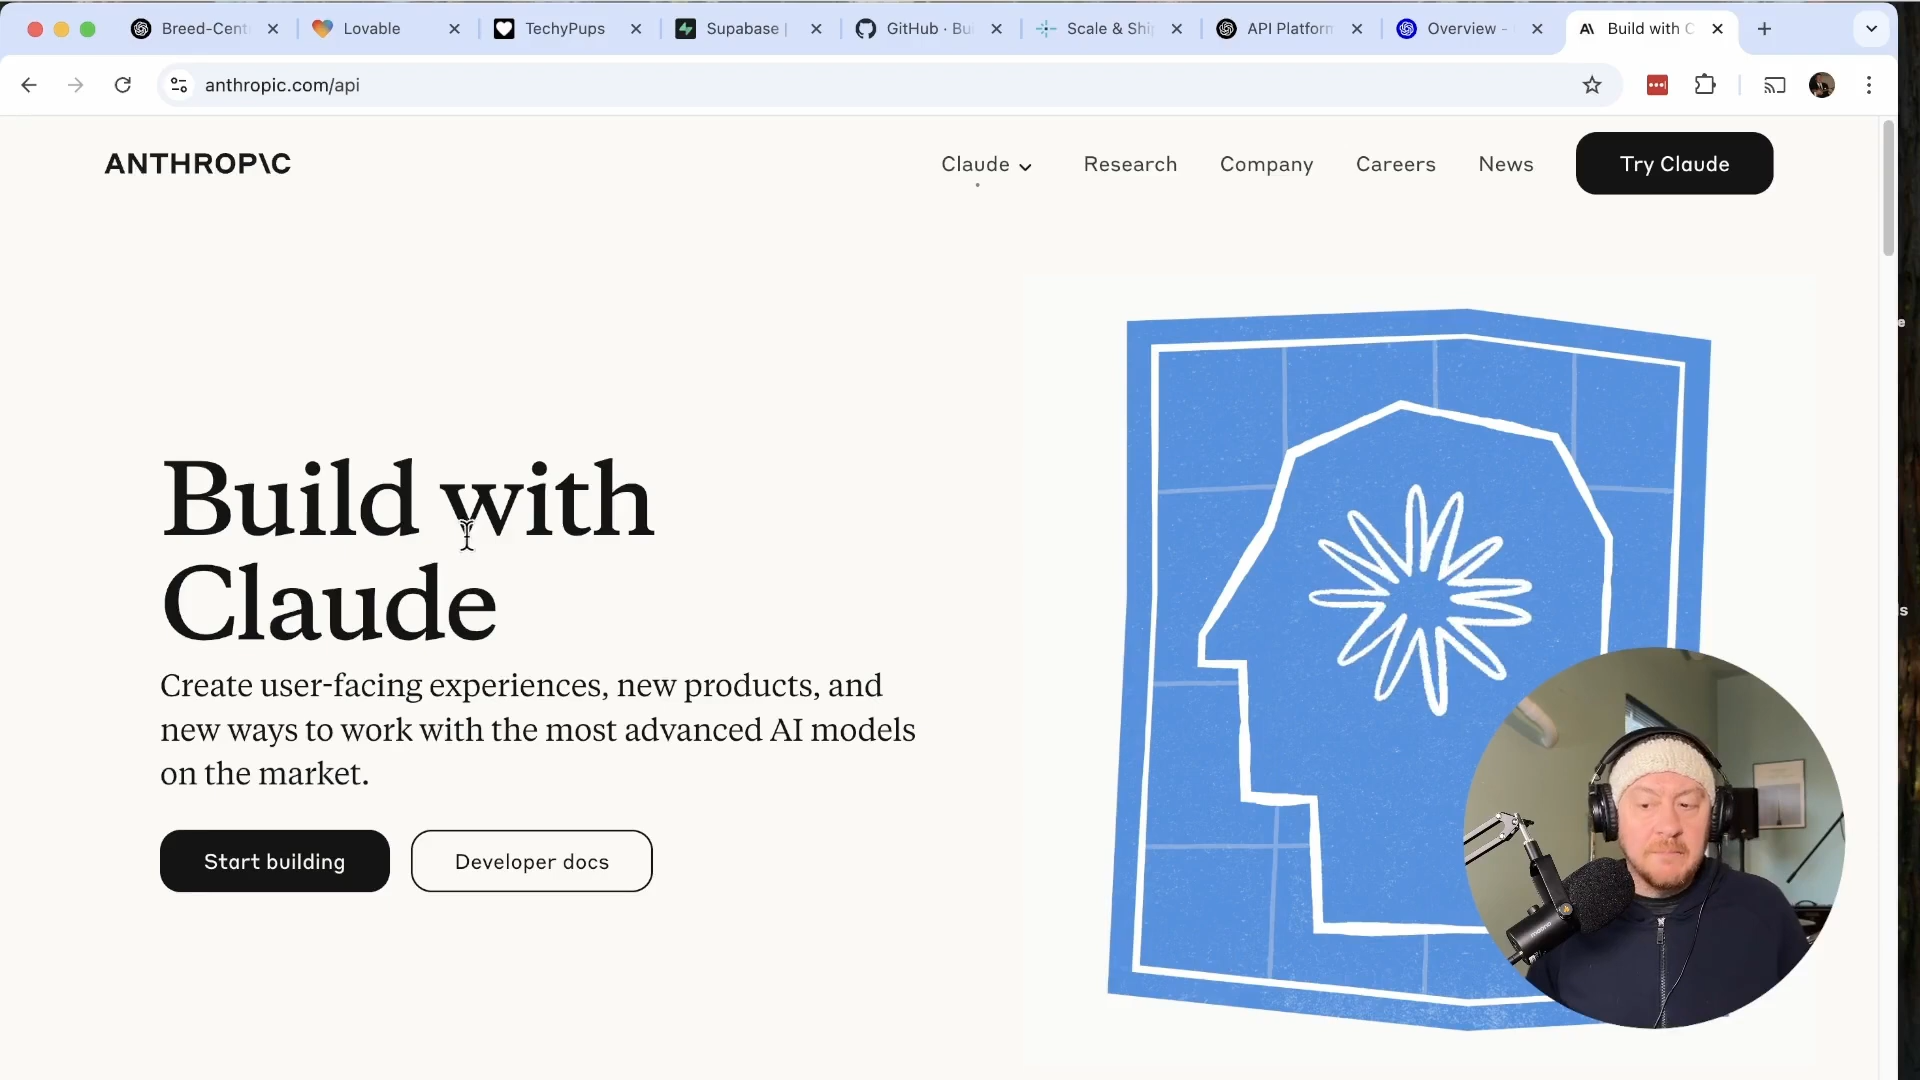 Breed-Cent
Lovable
TechyPups
Supabase |
GitHub · Bu
Scale & Ship
API Platform
Overview -
Build with C
anthropic.com/api
ANTHROP\C
Claude
Research
Company
Careers
News
Try Claude
Build with
Claude
Create user-facing experiences, new products, and
new ways to work with the most advanced AI models
on the market.
Start building
Developer docs
e
s